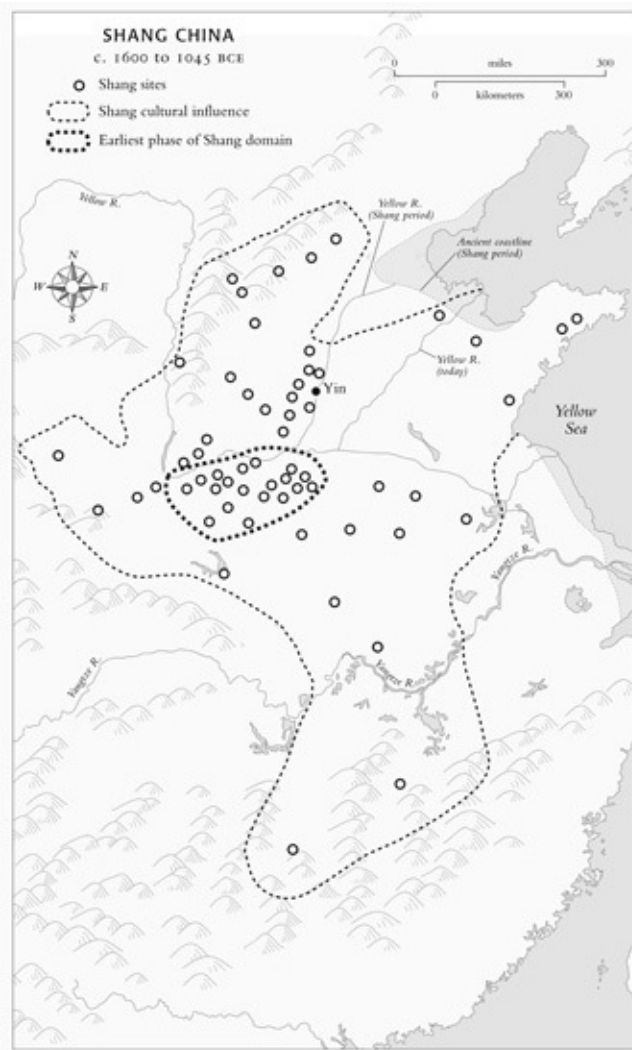 SHANG CHINA
c. 1600 to 1045 BCE
Shang sites
Shang cultural influence
Earliest phase of Shang domain
0 miles 300
0 kilometers 300
Yellow R.
Yellow R.
(Shang period)
Ancient coastline
(Shang period)
N
W E
S
Yellow R.
(today)
Yin
Yellow
Sea
Yangtze R.
Yangtze R.
Yangtze R.